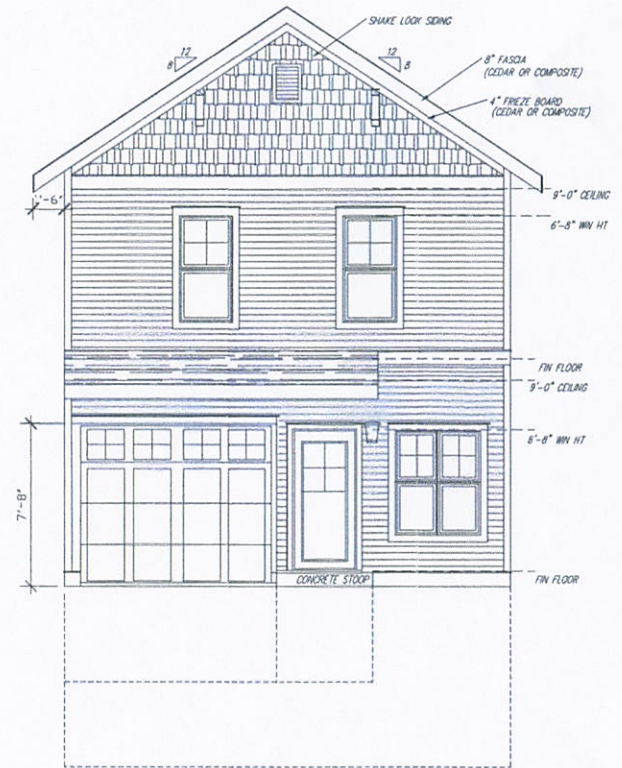 SHAKE LOOK SIDING
12
8
12
8
8" FASCIA
(CEDAR OR COMPOSITE)
4" FRIEZE BOARD
(CEDAR OR COMPOSITE)
9'-0" CEILING
1'-6"
6'-8" WIN HT
FIN FLOOR
9'-0" CEILING
6'-8" WIN HT
7'-8"
CONCRETE STOOP
FIN FLOOR